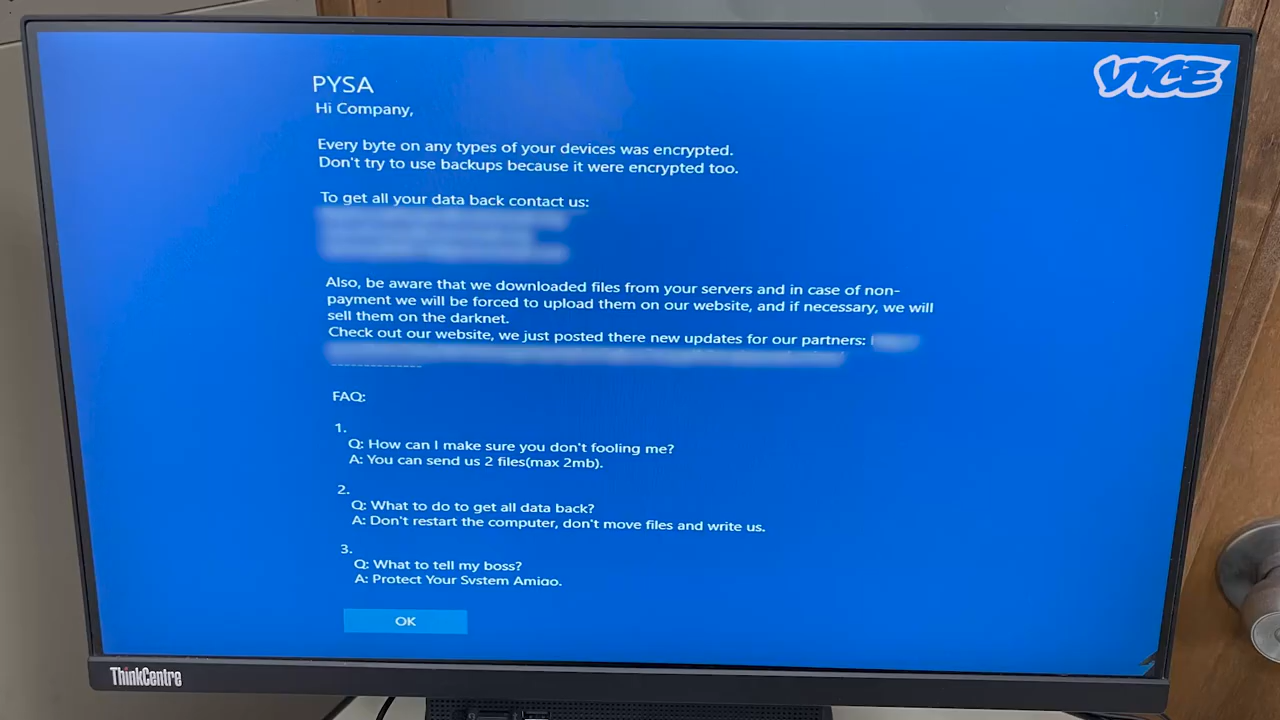 VICE
PYSA
Hi Company,
Every byte on any types of your devices was encrypted.
Don't try to use backups because it were encrypted too.
To get all your data back contact us:
Also, be aware that we downloaded files from your servers and in case of non-
payment we will be forced to upload them on our website, and if necessary, we will
sell them on the darknet.
Check out our website, we just posted there new updates for our partners:
--------------
FAQ:
1.
Q: How can I make sure you don't fooling me?
A: You can send us 2 files(max 2mb).
2.
Q: What to do to get all data back?
A: Don't restart the computer, don't move files and write us.
3.
Q: What to tell my boss?
A: Protect Your System Amigo.
OK
ThinkCentre